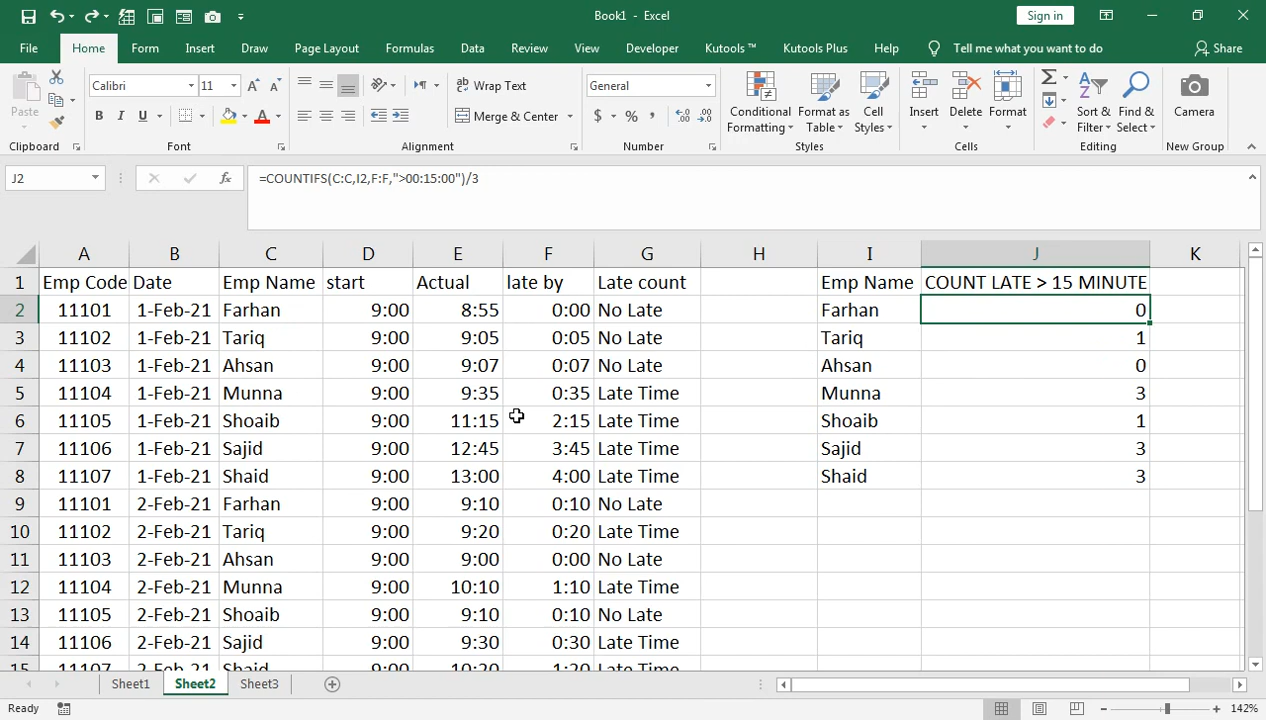 Book1 - Excel
Sign in
File Home Form Insert Draw Page Layout Formulas Data Review View Developer Kutools ™ Kutools Plus Help Tell me what you want to do Share
Paste
Clipboard
Calibri 11
B I U
Font
Wrap Text
Merge & Center
Alignment
General
$ % ,
Number
Conditional Formatting
Format as Table
Cell Styles
Styles
Insert Delete Format
Cells
Sort & Filter
Find & Select
Editing
Camera
New Group
J2 fx =COUNTIFS(C:C,I2,F:F,">00:15:00")/3
A B C D E F G H I J K
1 Emp Code Date Emp Name start Actual late by Late count Emp Name COUNT LATE > 15 MINUTE
2 11101 1-Feb-21 Farhan 9:00 8:55 0:00 No Late Farhan 0
3 11102 1-Feb-21 Tariq 9:00 9:05 0:05 No Late Tariq 1
4 11103 1-Feb-21 Ahsan 9:00 9:07 0:07 No Late Ahsan 0
5 11104 1-Feb-21 Munna 9:00 9:35 0:35 Late Time Munna 3
6 11105 1-Feb-21 Shoaib 9:00 11:15 2:15 Late Time Shoaib 1
7 11106 1-Feb-21 Sajid 9:00 12:45 3:45 Late Time Sajid 3
8 11107 1-Feb-21 Shaid 9:00 13:00 4:00 Late Time Shaid 3
9 11101 2-Feb-21 Farhan 9:00 9:10 0:10 No Late
10 11102 2-Feb-21 Tariq 9:00 9:20 0:20 Late Time
11 11103 2-Feb-21 Ahsan 9:00 9:00 0:00 No Late
12 11104 2-Feb-21 Munna 9:00 10:10 1:10 Late Time
13 11105 2-Feb-21 Shoaib 9:00 9:10 0:10 No Late
14 11106 2-Feb-21 Sajid 9:00 9:30 0:30 Late Time
15 11107 2-Feb-21 Shaid 9:00 10:20 1:20 Late Time
Sheet1 Sheet2 Sheet3
Ready 142%